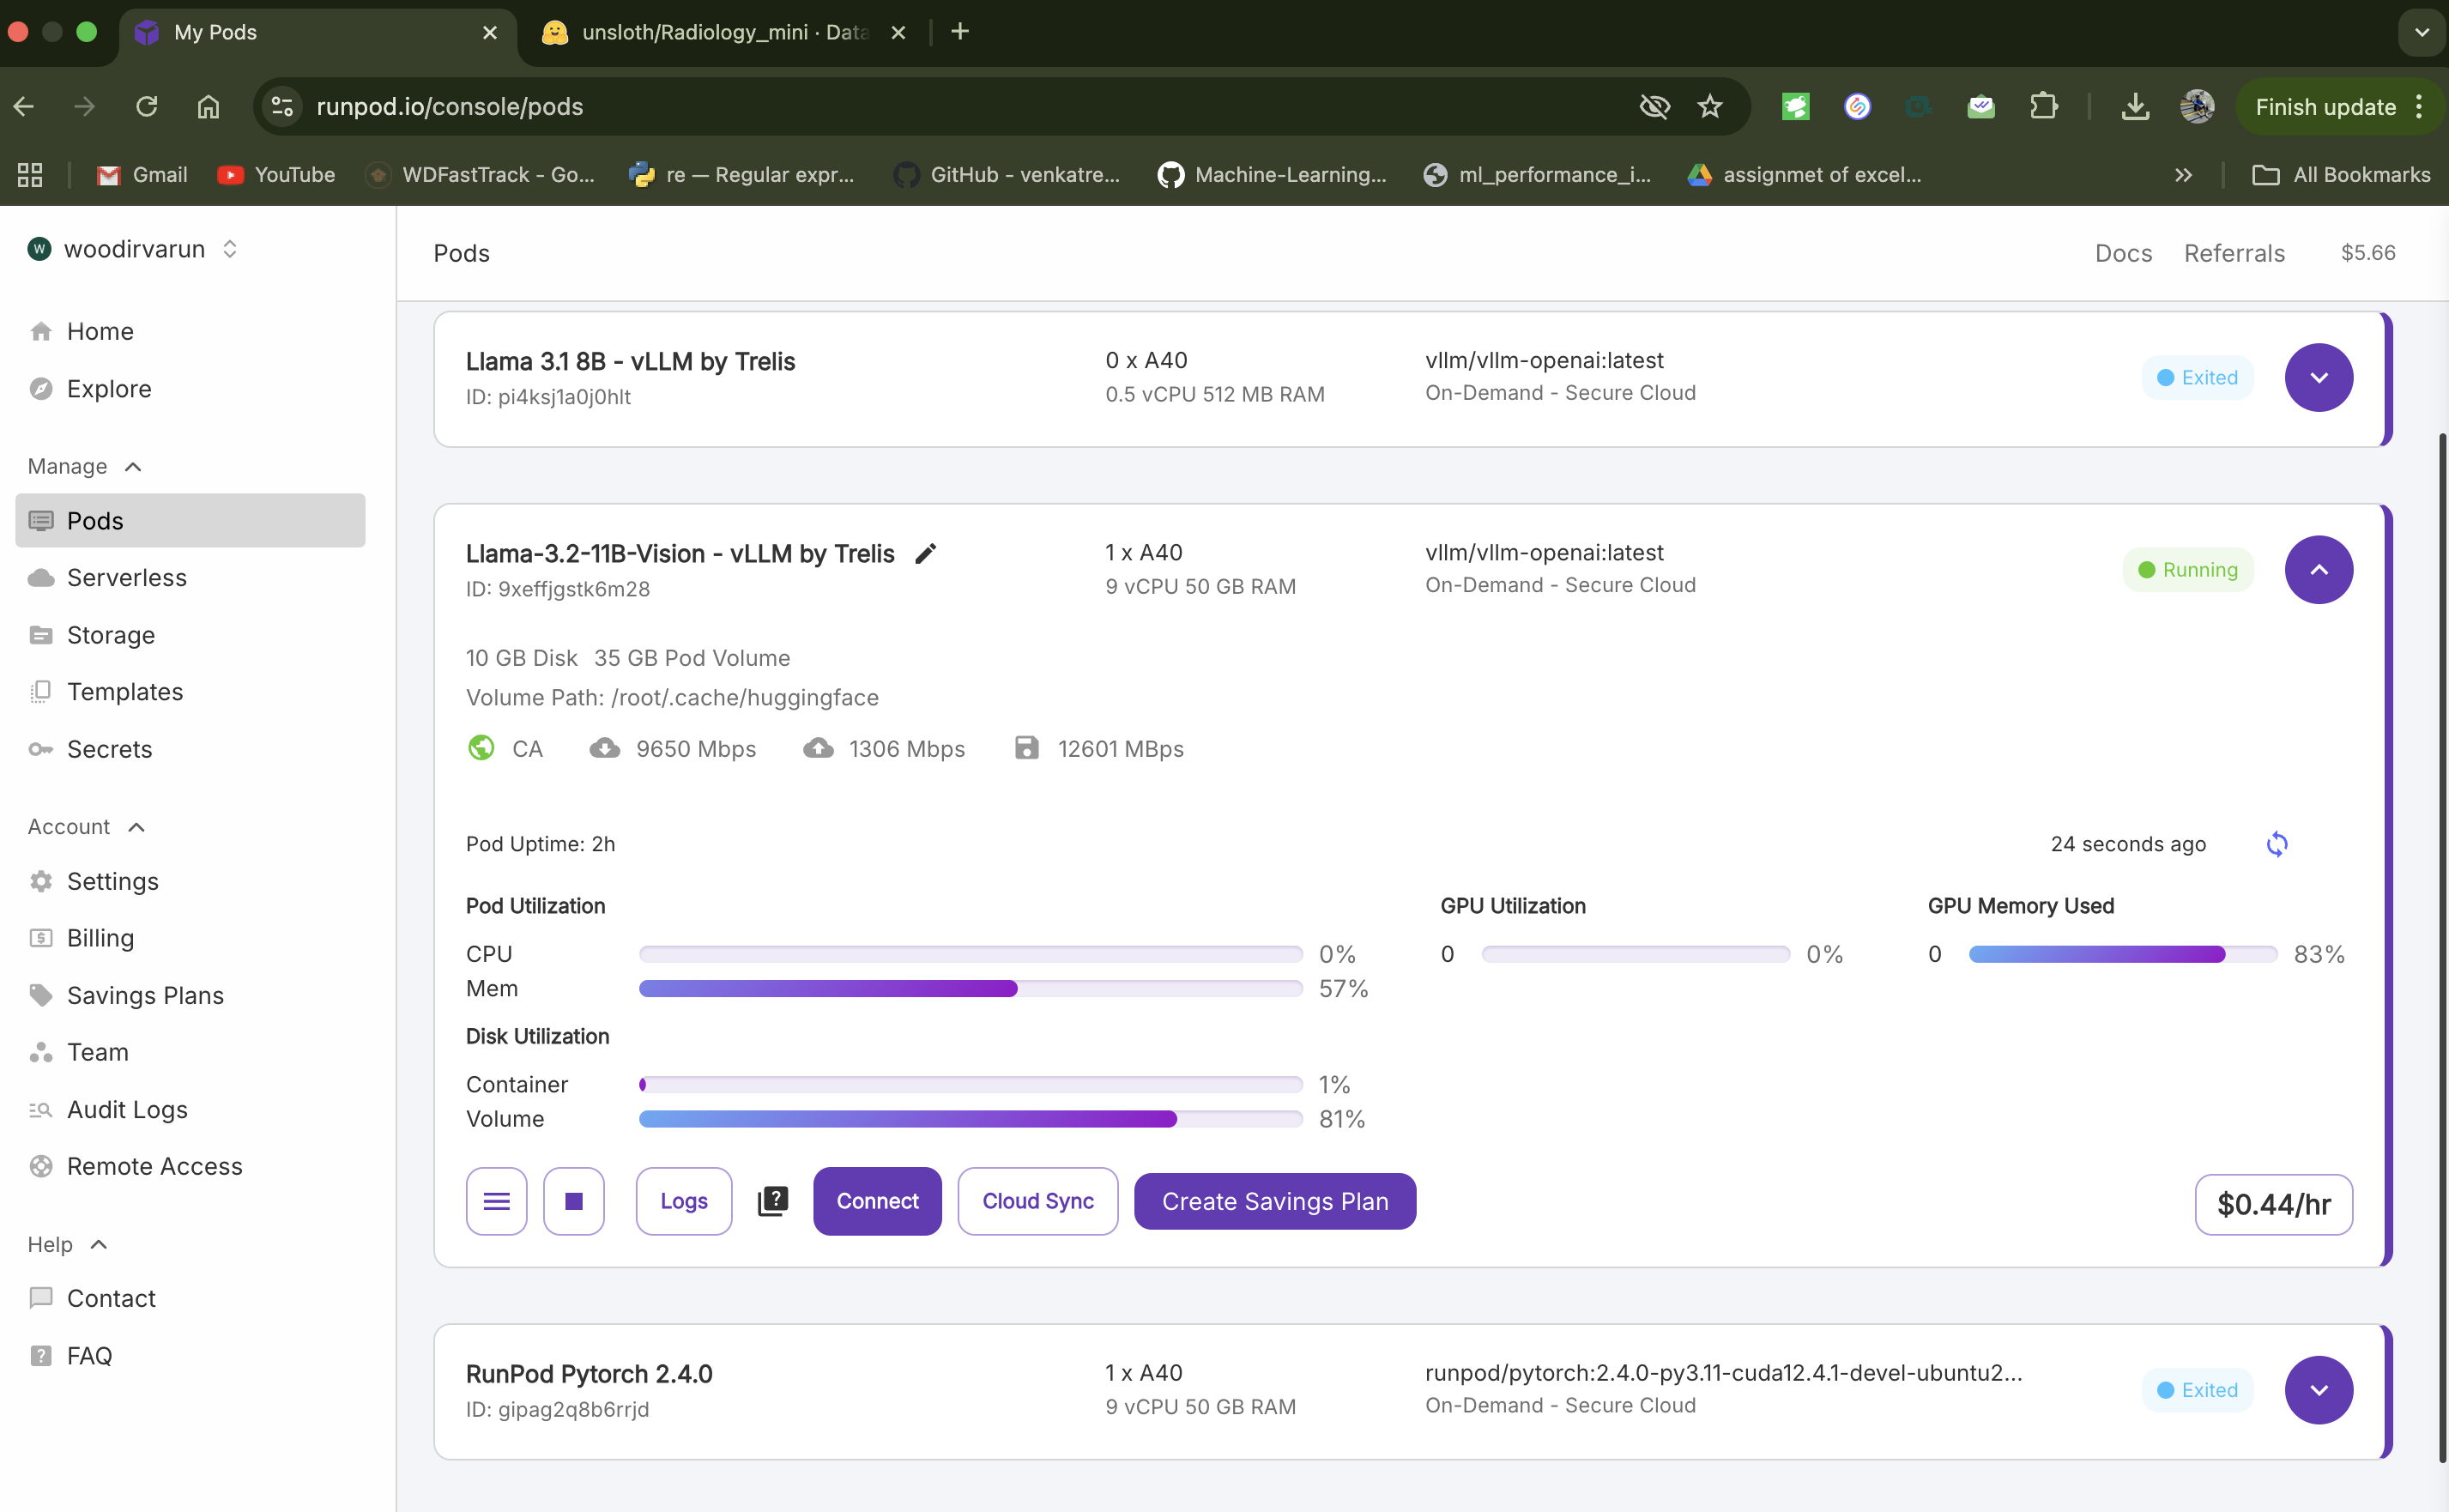 My Pods
unsloth/Radiology_mini · Data
runpod.io/console/pods
Finish update
Gmail
YouTube
WDFastTrack - Go...
re — Regular expr...
GitHub - venkatre...
Machine-Learning...
ml_performance_i...
assignmet of excel...
All Bookmarks
W woodirvarun
Home
Explore
Manage
Pods
Serverless
Storage
Templates
Secrets
Account
Settings
Billing
Savings Plans
Team
Audit Logs
Remote Access
Help
Contact
FAQ
Pods
Docs Referrals $5.66
Llama 3.1 8B - vLLM by Trelis
ID: pi4ksj1a0j0hlt
0 x A40
0.5 vCPU 512 MB RAM
vllm/vllm-openai:latest
On-Demand - Secure Cloud
Exited
Llama-3.2-11B-Vision - vLLM by Trelis
ID: 9xeffjgstk6m28
1 x A40
9 vCPU 50 GB RAM
vllm/vllm-openai:latest
On-Demand - Secure Cloud
Running
10 GB Disk 35 GB Pod Volume
Volume Path: /root/.cache/huggingface
CA 9650 Mbps 1306 Mbps 12601 MBps
Pod Uptime: 2h
24 seconds ago
Pod Utilization
CPU 0%
Mem 57%
Disk Utilization
Container 1%
Volume 81%
GPU Utilization
0 0%
GPU Memory Used
0 83%
Logs
?
Connect
Cloud Sync
Create Savings Plan
$0.44/hr
RunPod Pytorch 2.4.0
ID: gipag2q8b6rrjd
1 x A40
9 vCPU 50 GB RAM
runpod/pytorch:2.4.0-py3.11-cuda12.4.1-devel-ubuntu2...
On-Demand - Secure Cloud
Exited